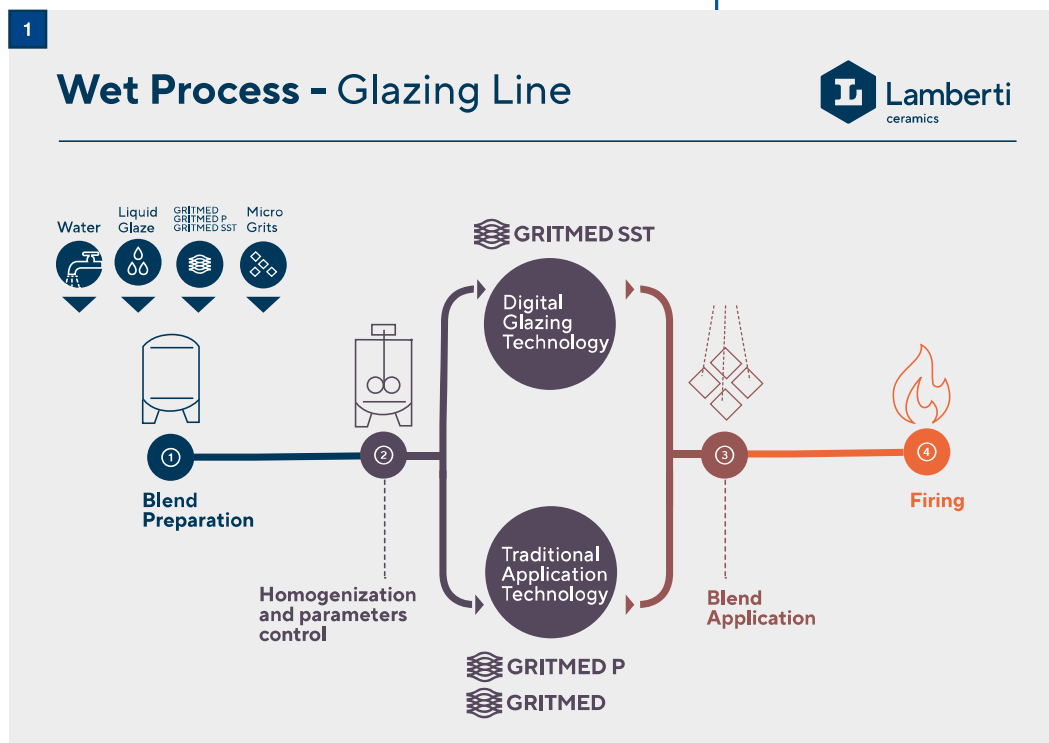 1
Wet Process - Glazing Line
L Lamberti
ceramics
Water
Liquid
Glaze
GRITMED
GRITMED P
GRITMED SST
Micro
Grits
GRITMED SST
Digital
Glazing
Technology
1
2
3
4
Blend
Preparation
Firing
Traditional
Application
Technology
Homogenization
and parameters
control
Blend
Application
GRITMED P
GRITMED